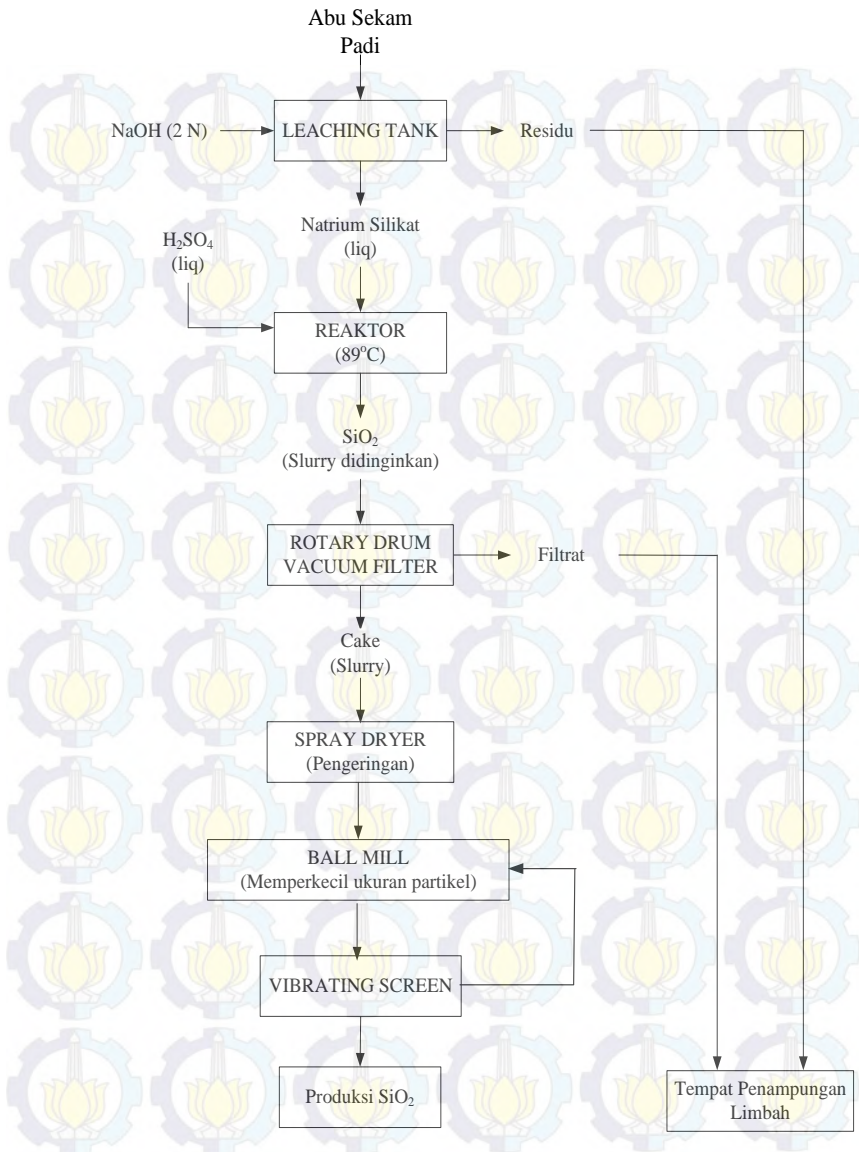 Abu Sekam
Padi
NaOH (2 N)
LEACHING TANK
Residu
Natrium Silikat
(liq)
H₂SO₄
(liq)
REAKTOR
(89°C)
SiO₂
(Slurry didinginkan)
ROTARY DRUM
VACUUM FILTER
Filtrat
Cake
(Slurry)
SPRAY DRYER
(Pengeringan)
BALL MILL
(Memperkecil ukuran partikel)
VIBRATING SCREEN
Produksi SiO₂
Tempat Penampungan
Limbah